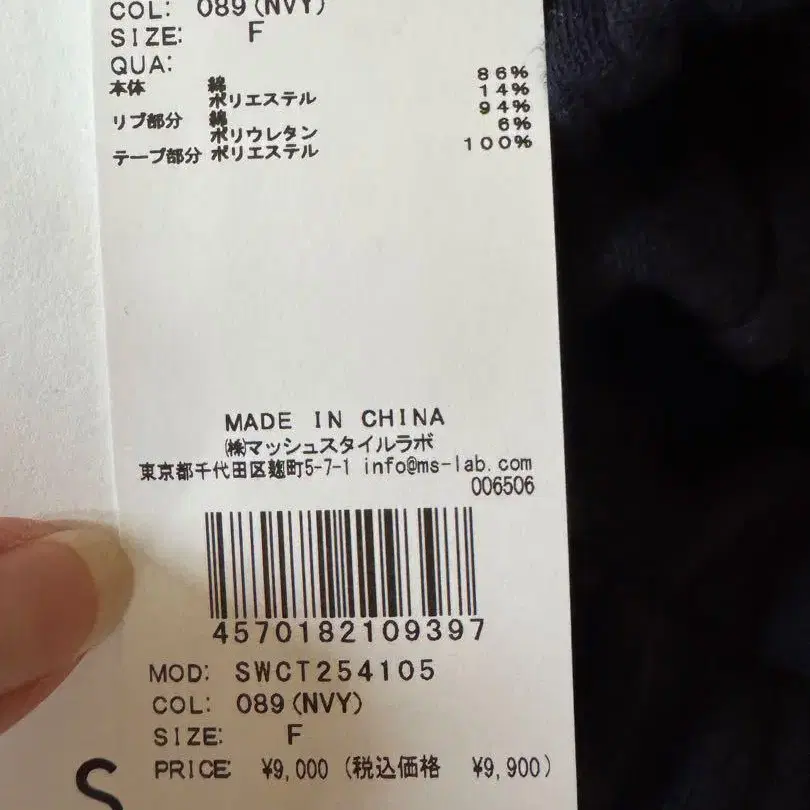 COL: 089(NVY)
SIZE: F
QUA:
本体 綿 86%
ポリエステル 14%
リブ部分 綿 94%
ポリウレタン 6%
テープ部分 ポリエステル 100%
MADE IN CHINA
㈱マッシュスタイルラボ
東京都千代田区麹町5-7-1 info@ms-lab.com
006506
4570182109397
MOD: SWCT254105
COL: 089(NVY)
SIZE: F
PRICE ¥9,000 (税込価格 ¥9,900)
S